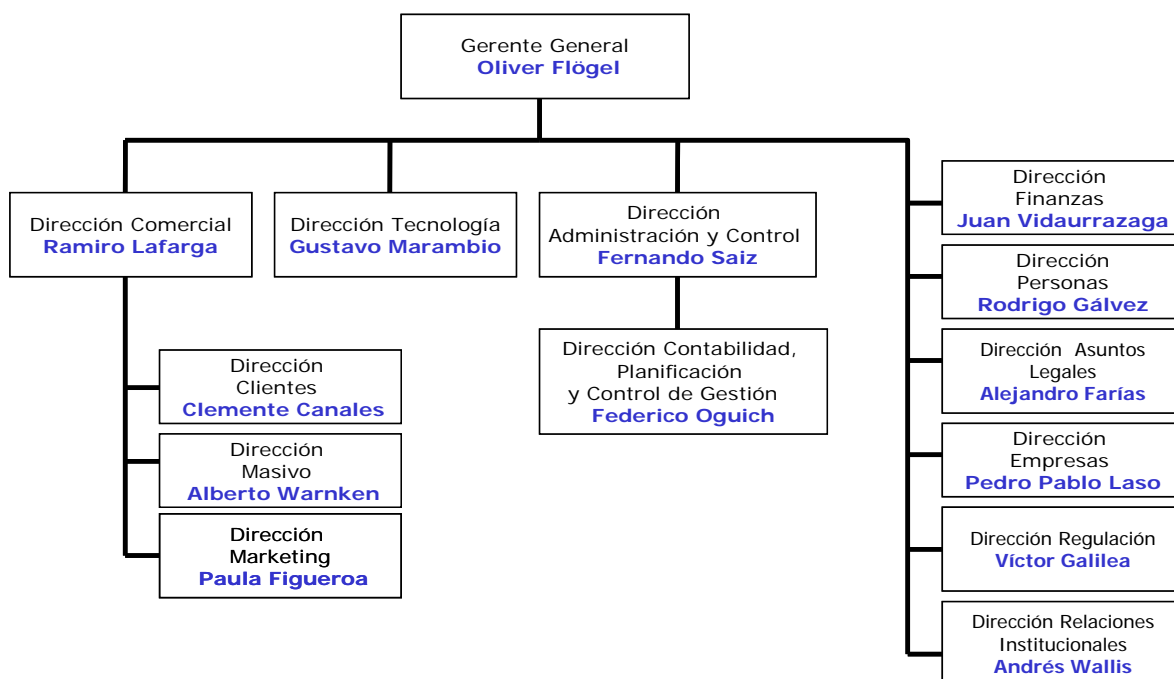 Gerente General
Oliver Flögel
Dirección Comercial
Ramiro Lafarga
Dirección Tecnología
Gustavo Marambio
Dirección
Administración y Control
Fernando Saiz
Dirección
Finanzas
Juan Vidaurrazaga
Dirección
Personas
Rodrigo Gálvez
Dirección Contabilidad,
Planificación
y Control de Gestión
Federico Oguich
Dirección Asuntos
Legales
Alejandro Farías
Dirección
Clientes
Clemente Canales
Dirección
Masivo
Alberto Warnken
Dirección
Marketing
Paula Figueroa
Dirección
Empresas
Pedro Pablo Laso
Dirección Regulación
Víctor Galilea
Dirección Relaciones
Institucionales
Andrés Wallis